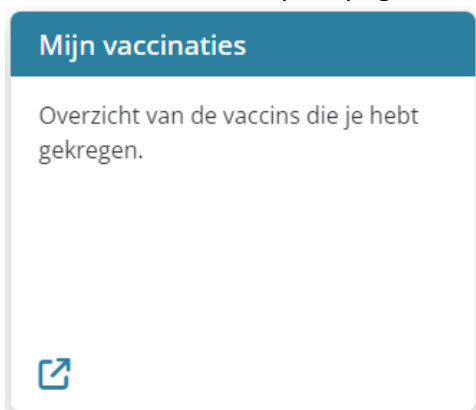 Mijn vaccinaties
Overzicht van de vaccins die je hebt
gekregen.